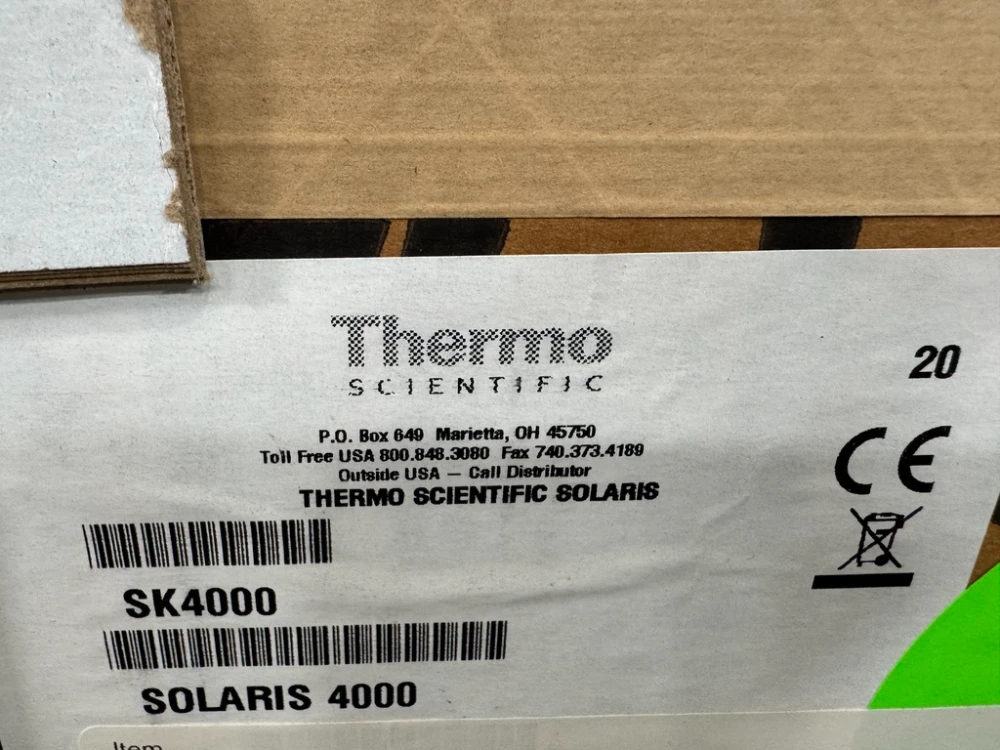 Thermo
SCIENTIFIC
20
P.O. Box 649 Marietta, OH 45750
Toll Free USA 800.848.3080 Fax 740.373.4189
Outside USA — Call Distributor
THERMO SCIENTIFIC SOLARIS
CE
SK4000
SOLARIS 4000
Item